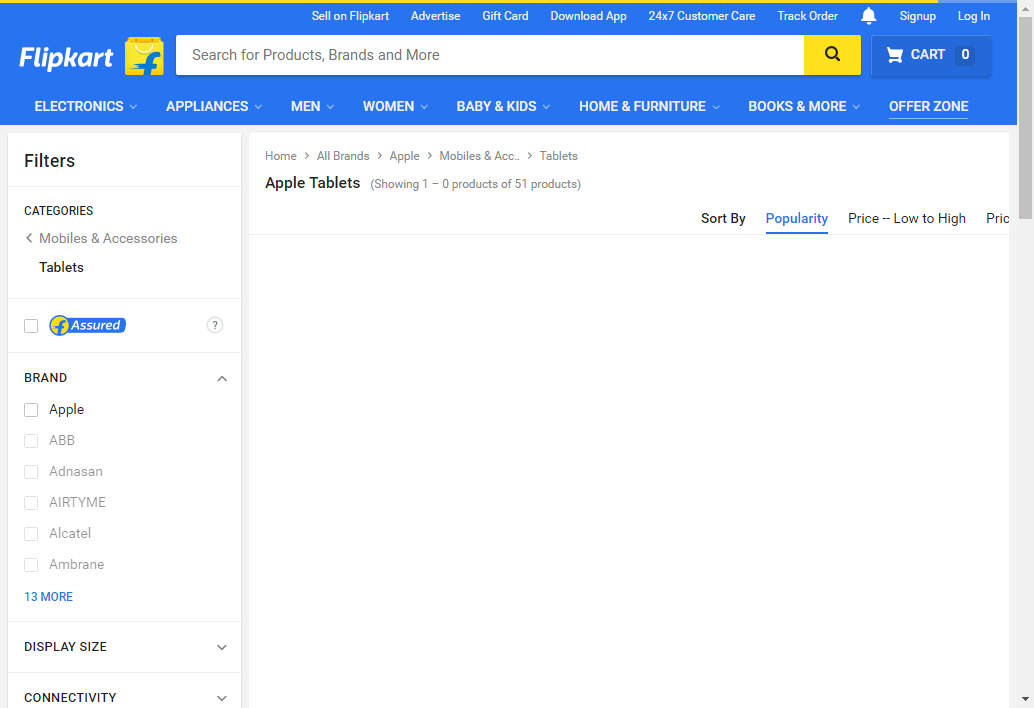 Sell on Flipkart Advertise Gift Card Download App 24x7 Customer Care Track Order Signup Log In
Flipkart Search for Products, Brands and More CART 0
ELECTRONICS APPLIANCES MEN WOMEN BABY & KIDS HOME & FURNITURE BOOKS & MORE OFFER ZONE
Filters
CATEGORIES
Mobiles & Accessories
Tablets
f Assured ?
BRAND
Apple
ABB
Adnasan
AIRTYME
Alcatel
Ambrane
13 MORE
DISPLAY SIZE
CONNECTIVITY
Home > All Brands > Apple > Mobiles & Acc.. > Tablets
Apple Tablets (Showing 1 – 0 products of 51 products)
Sort By Popularity Price -- Low to High Pric